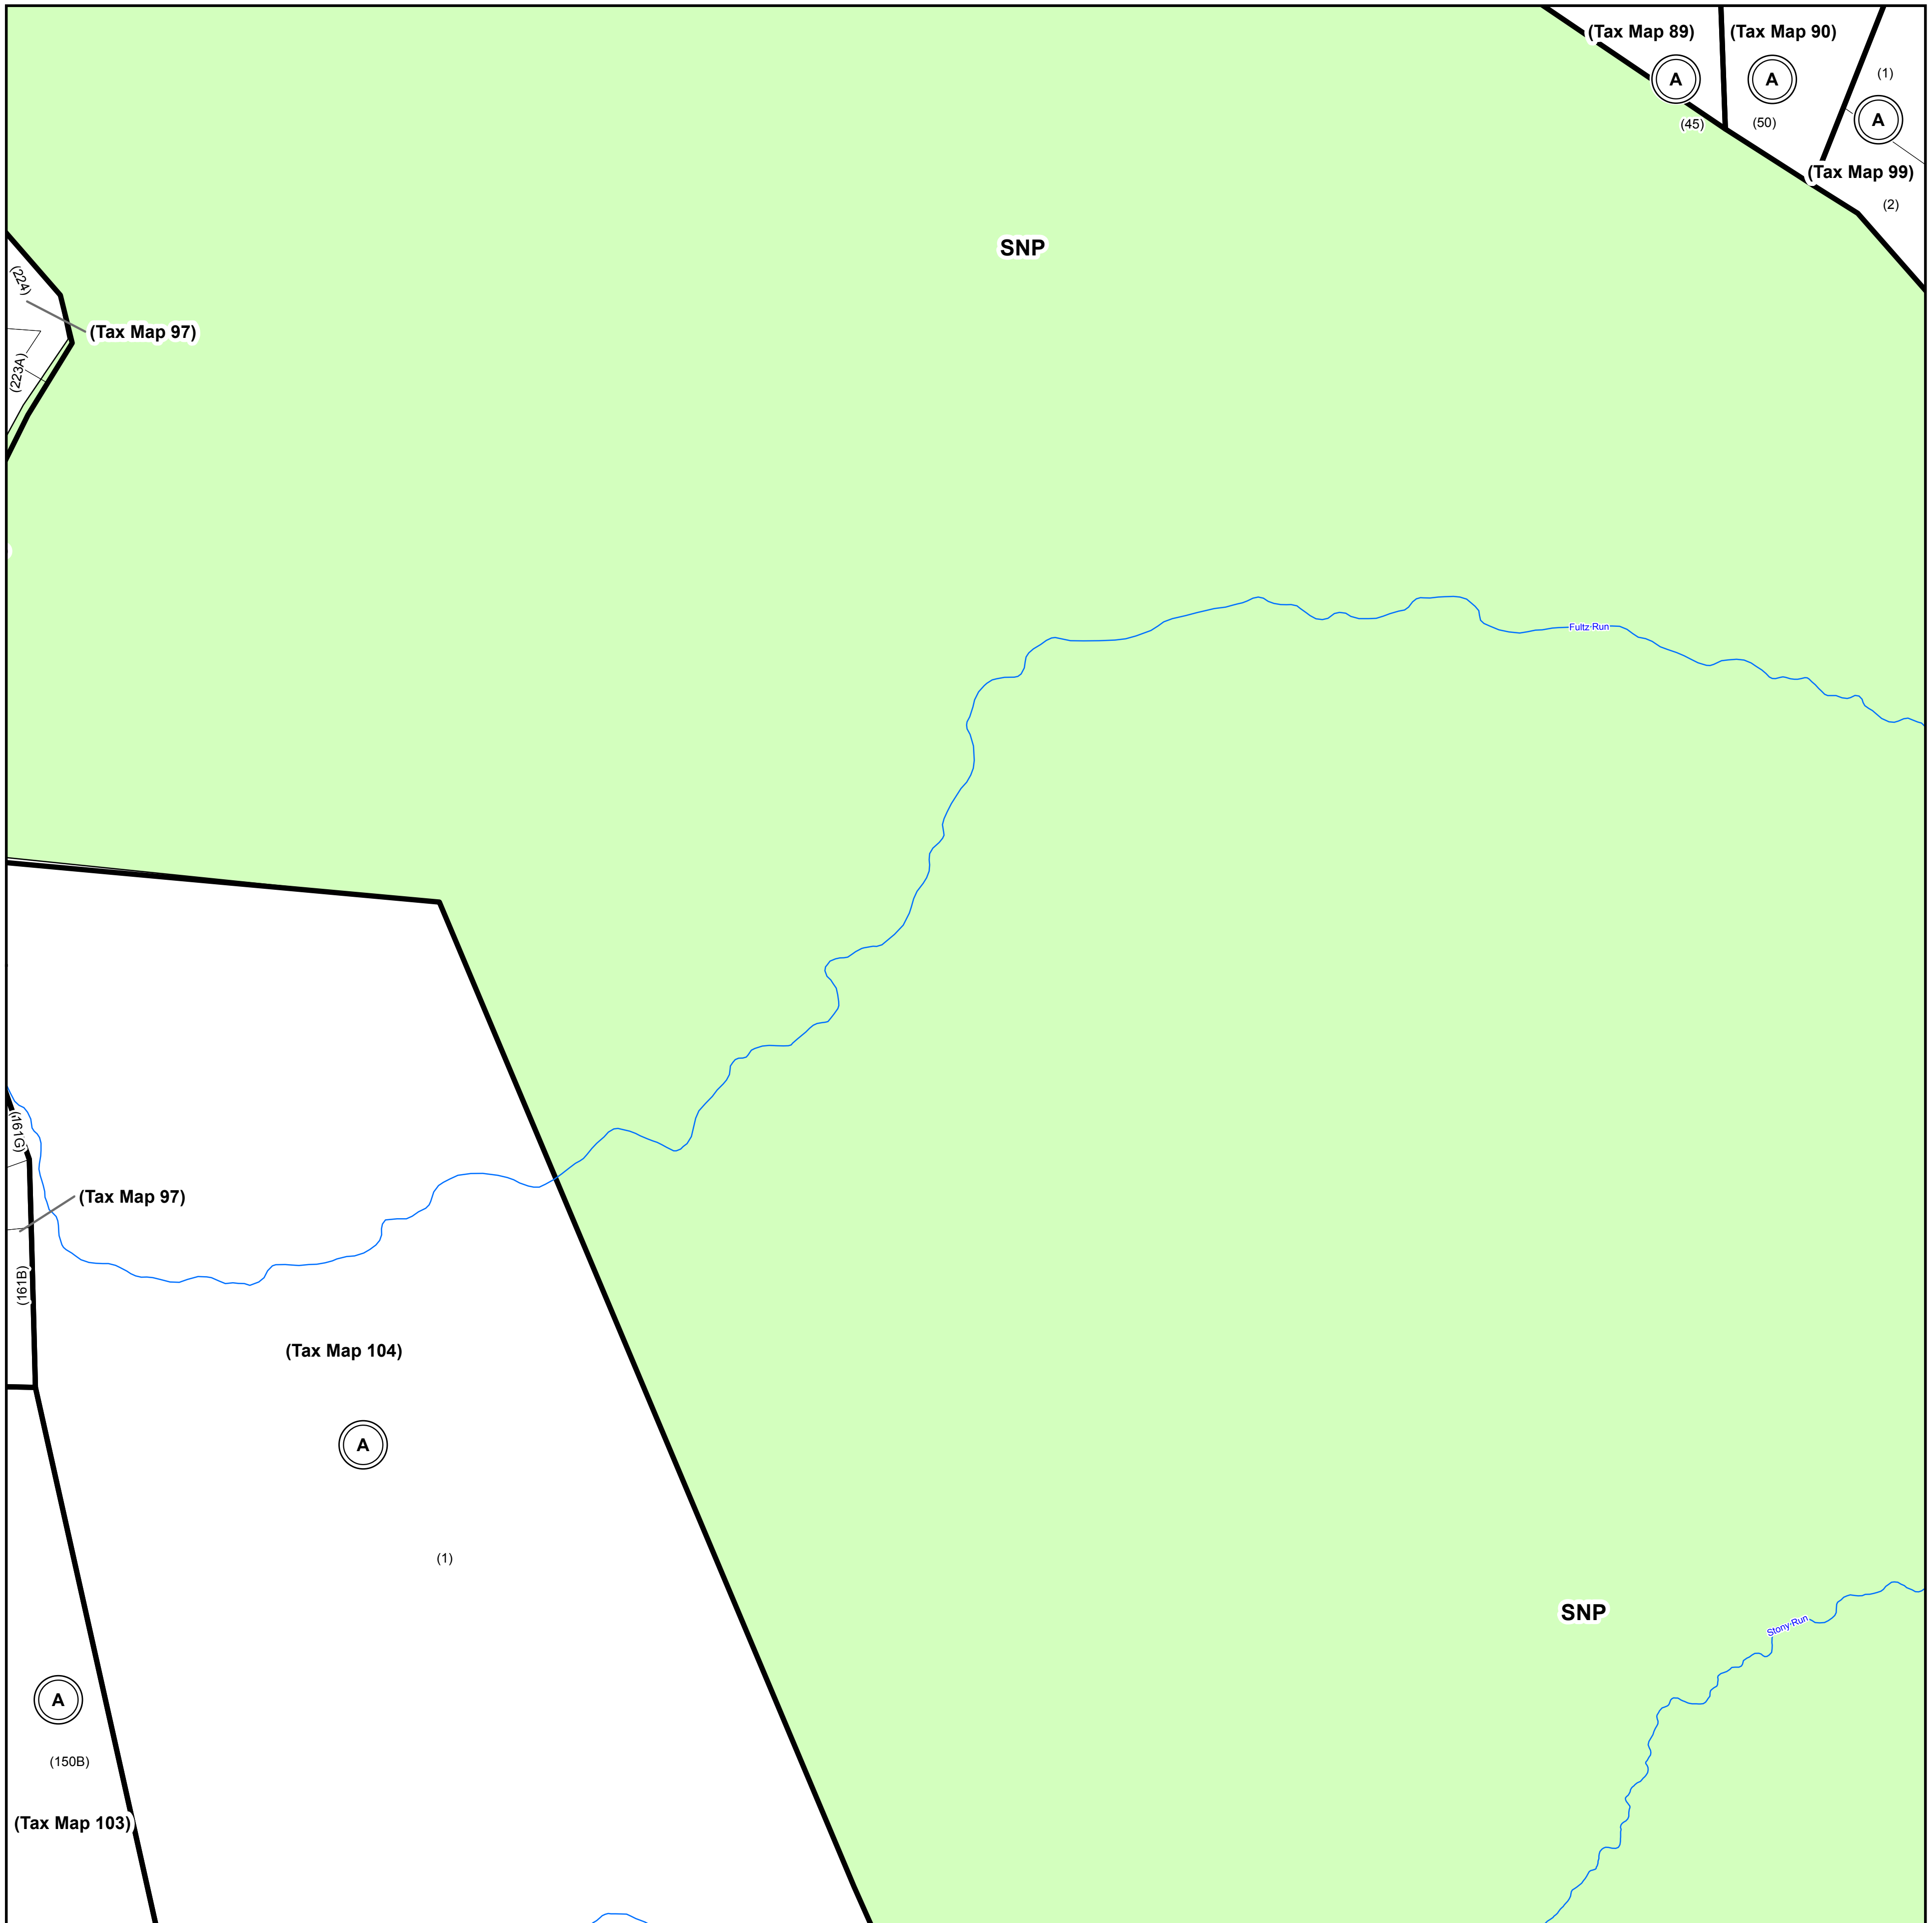 (Tax Map 89)
(Tax Map 90)
(1)
A
A
A
(45)
(50)
(Tax Map 99)
(2)
SNP
(224)
(Tax Map 97)
(223A)
Fultz Run
(161G)
(Tax Map 97)
(161B)
(Tax Map 104)
A
(1)
SNP
Stony Run
A
(150B)
(Tax Map 103)